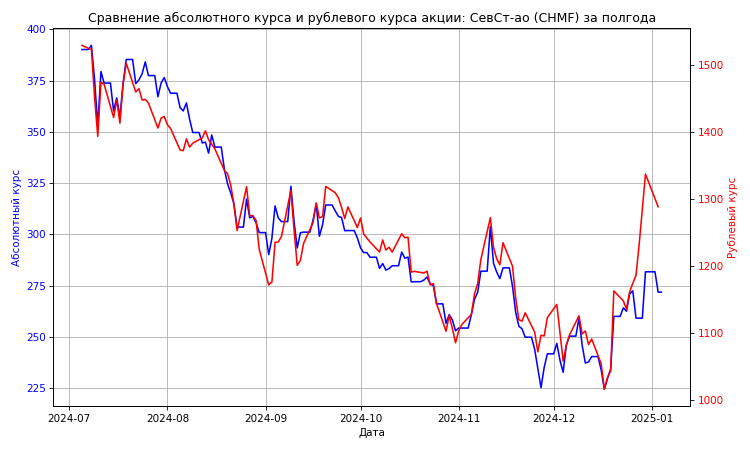 Сравнение абсолютного курса и рублевого курса акции: СевСт-ао (CHMF) за полгода
400
375
350
325
300
275
250
225
Абсолютный курс
1500
1400
1300
1200
1100
1000
Рублевый курс
2024-07 2024-08 2024-09 2024-10 2024-11 2024-12 2025-01
Дата